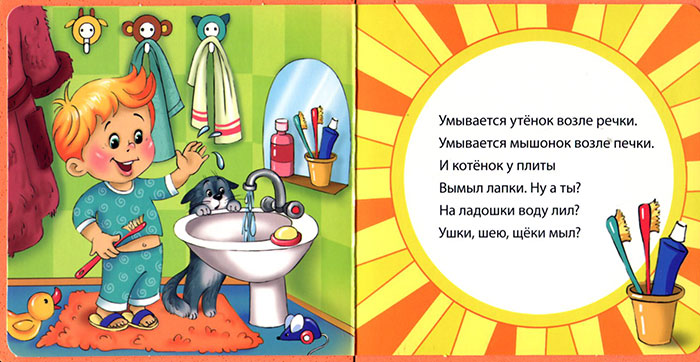 Умывается утёнок возле речки.
Умывается мышонок возле печки.
И котёнок у плиты
Вымыл лапки. Ну а ты?
На ладошки воду лил?
Ушки, шею, щёки мыл?